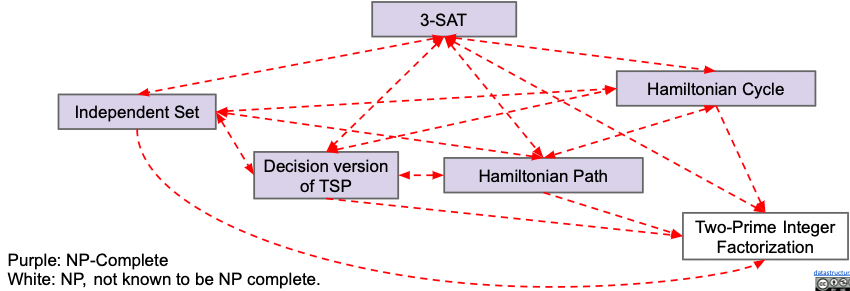 3-SAT
Hamiltonian Cycle
Independent Set
Decision version
of TSP
Hamiltonian Path
Two-Prime Integer
Factorization
Purple: NP-Complete
White: NP, not known to be NP complete.
datastructur